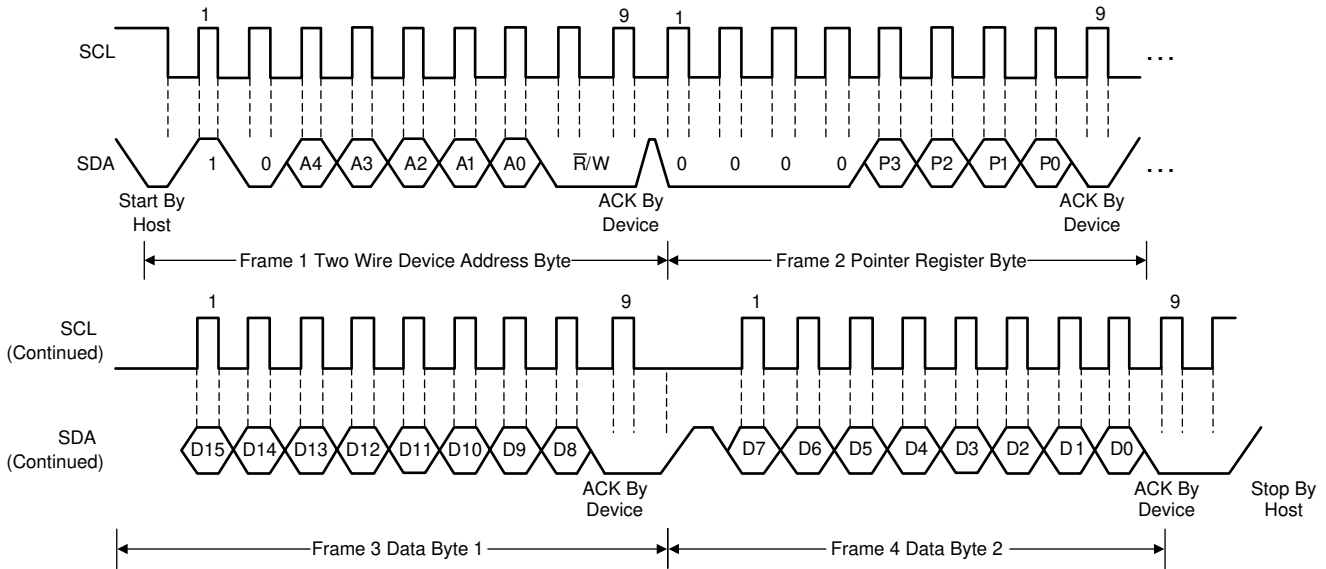 1 9 1 9
SCL ...
SDA 1 0 A4 A3 A2 A1 A0 R̅/W 0 0 0 0 P3 P2 P1 P0 ...
Start By
Host
ACK By
Device
ACK By
Device
Frame 1 Two Wire Device Address Byte
Frame 2 Pointer Register Byte
1 9 1 9
SCL
(Continued)
SDA
(Continued)
D15 D14 D13 D12 D11 D10 D9 D8 D7 D6 D5 D4 D3 D2 D1 D0
ACK By
Device
ACK By
Device
Stop By
Host
Frame 3 Data Byte 1
Frame 4 Data Byte 2